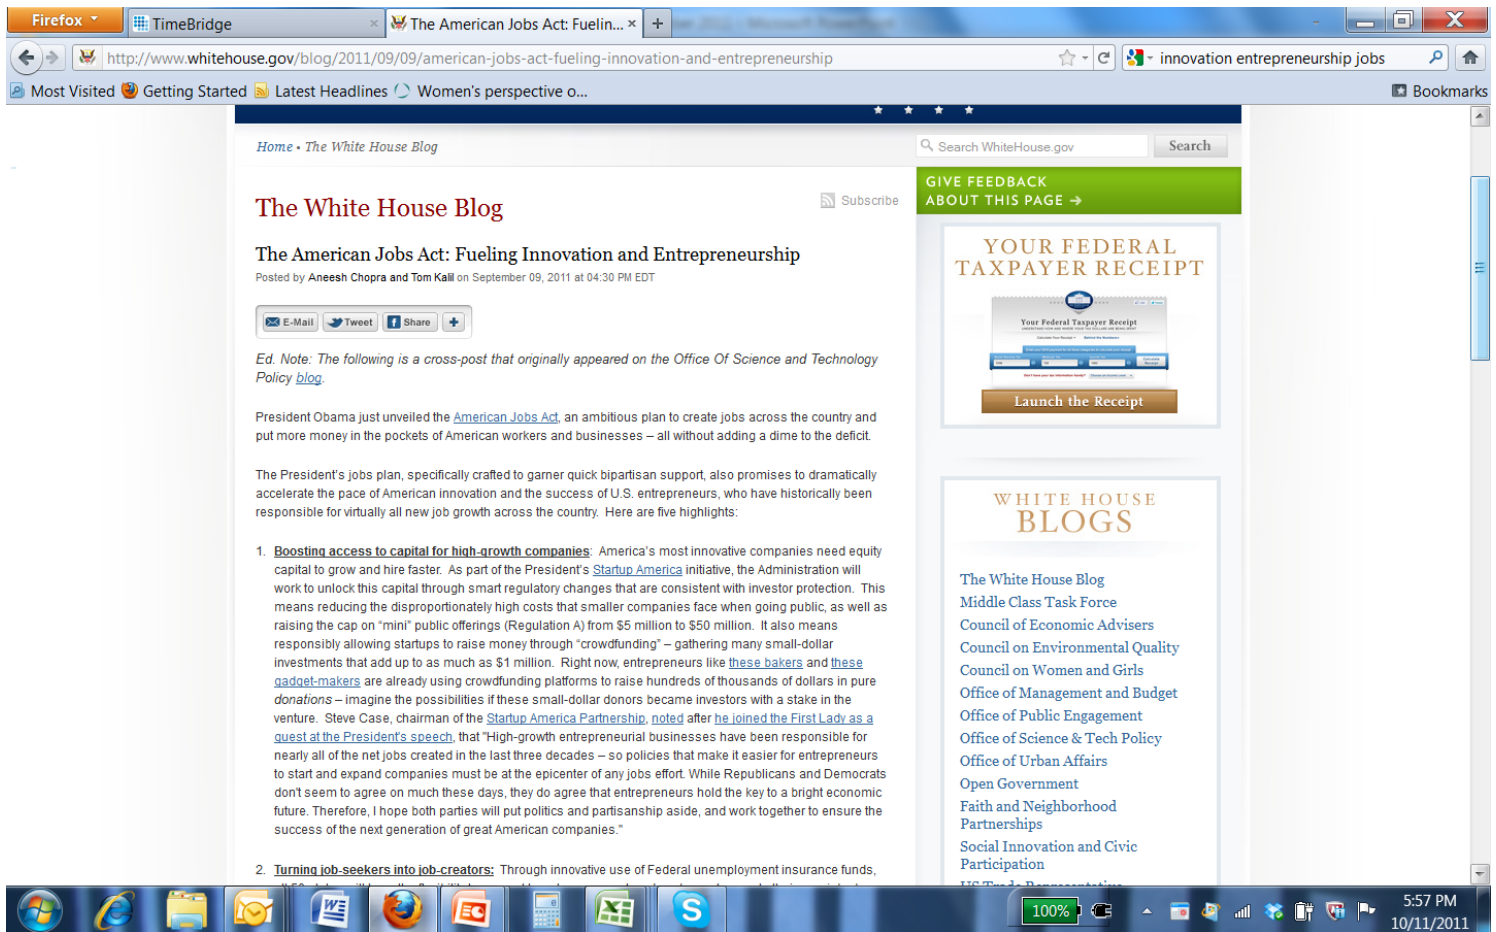 Firefox
TimeBridge
The American Jobs Act: Fuelin...
http://www.whitehouse.gov/blog/2011/09/09/american-jobs-act-fueling-innovation-and-entrepreneurship
innovation entrepreneurship jobs
Most Visited
Getting Started
Latest Headlines
Women's perspective o...
Bookmarks
Home • The White House Blog
Search WhiteHouse.gov
Search
GIVE FEEDBACK
ABOUT THIS PAGE →
The White House Blog
Subscribe
The American Jobs Act: Fueling Innovation and Entrepreneurship
Posted by Aneesh Chopra and Tom Kalil on September 09, 2011 at 04:30 PM EDT
E-Mail
Tweet
Share
Ed. Note: The following is a cross-post that originally appeared on the Office Of Science and Technology
Policy blog.
President Obama just unveiled the American Jobs Act, an ambitious plan to create jobs across the country and
put more money in the pockets of American workers and businesses – all without adding a dime to the deficit.
The President's jobs plan, specifically crafted to garner quick bipartisan support, also promises to dramatically
accelerate the pace of American innovation and the success of U.S. entrepreneurs, who have historically been
responsible for virtually all new job growth across the country. Here are five highlights:
1. Boosting access to capital for high-growth companies: America's most innovative companies need equity
capital to grow and hire faster. As part of the President's Startup America initiative, the Administration will
work to unlock this capital through smart regulatory changes that are consistent with investor protection. This
means reducing the disproportionately high costs that smaller companies face when going public, as well as
raising the cap on "mini" public offerings (Regulation A) from $5 million to $50 million. It also means
responsibly allowing startups to raise money through "crowdfunding" – gathering many small-dollar
investments that add up to as much as $1 million. Right now, entrepreneurs like these bakers and these
gadget-makers are already using crowdfunding platforms to raise hundreds of thousands of dollars in pure
donations – imagine the possibilities if these small-dollar donors became investors with a stake in the
venture. Steve Case, chairman of the Startup America Partnership, noted after he joined the First Lady as a
guest at the President's speech, that "High-growth entrepreneurial businesses have been responsible for
nearly all of the net jobs created in the last three decades – so policies that make it easier for entrepreneurs
to start and expand companies must be at the epicenter of any jobs effort. While Republicans and Democrats
don't seem to agree on much these days, they do agree that entrepreneurs hold the key to a bright economic
future. Therefore, I hope both parties will put politics and partisanship aside, and work together to ensure the
success of the next generation of great American companies."
2. Turning job-seekers into job-creators: Through innovative use of Federal unemployment insurance funds,
YOUR FEDERAL
TAXPAYER RECEIPT
Your Federal Taxpayer Receipt
Launch the Receipt
WHITE HOUSE
BLOGS
The White House Blog
Middle Class Task Force
Council of Economic Advisers
Council on Environmental Quality
Council on Women and Girls
Office of Management and Budget
Office of Public Engagement
Office of Science & Tech Policy
Office of Urban Affairs
Open Government
Faith and Neighborhood
Partnerships
Social Innovation and Civic
Participation
US Trade Representative
100%
5:57 PM
10/11/2011